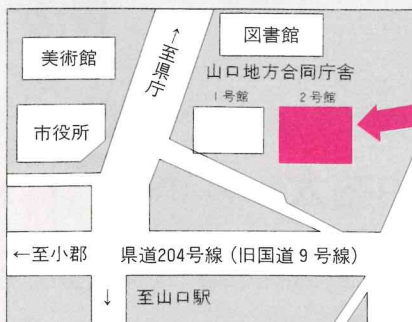 図書館
美術館
↑至県庁
山口地方合同庁舎
1号館
2号館
市役所
←至小郡
県道204号線（旧国道9号線）
↓
至山口駅